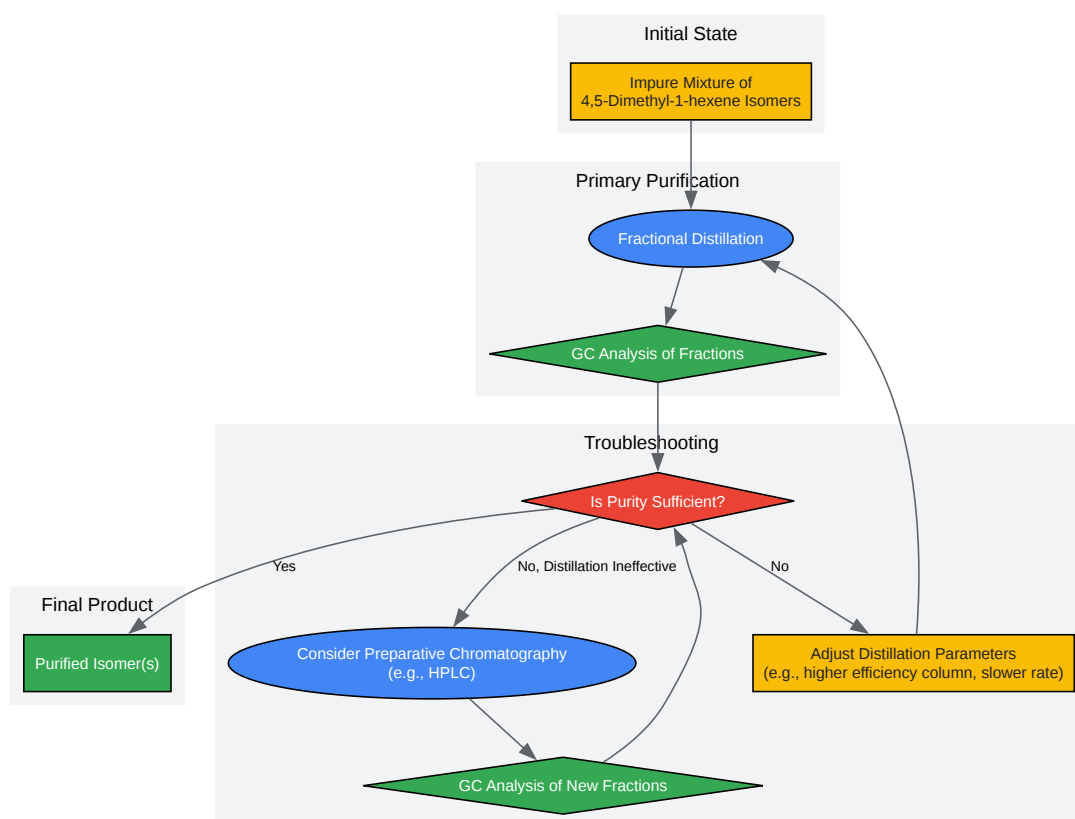 Initial State
Impure Mixture of
4,5-Dimethyl-1-hexene Isomers
Primary Purification
Fractional Distillation
GC Analysis of Fractions
Troubleshooting
Is Purity Sufficient?
Yes
No, Distillation Ineffective
No
Final Product
Purified Isomer(s)
Consider Preparative Chromatography
(e.g., HPLC)
Adjust Distillation Parameters
(e.g., higher efficiency column, slower rate)
GC Analysis of New Fractions